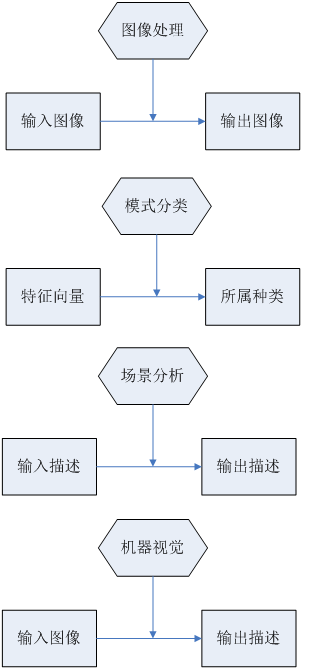 图像处理
输入图像
输出图像
模式分类
特征向量
所属种类
场景分析
输入描述
输出描述
机器视觉
输入图像
输出描述